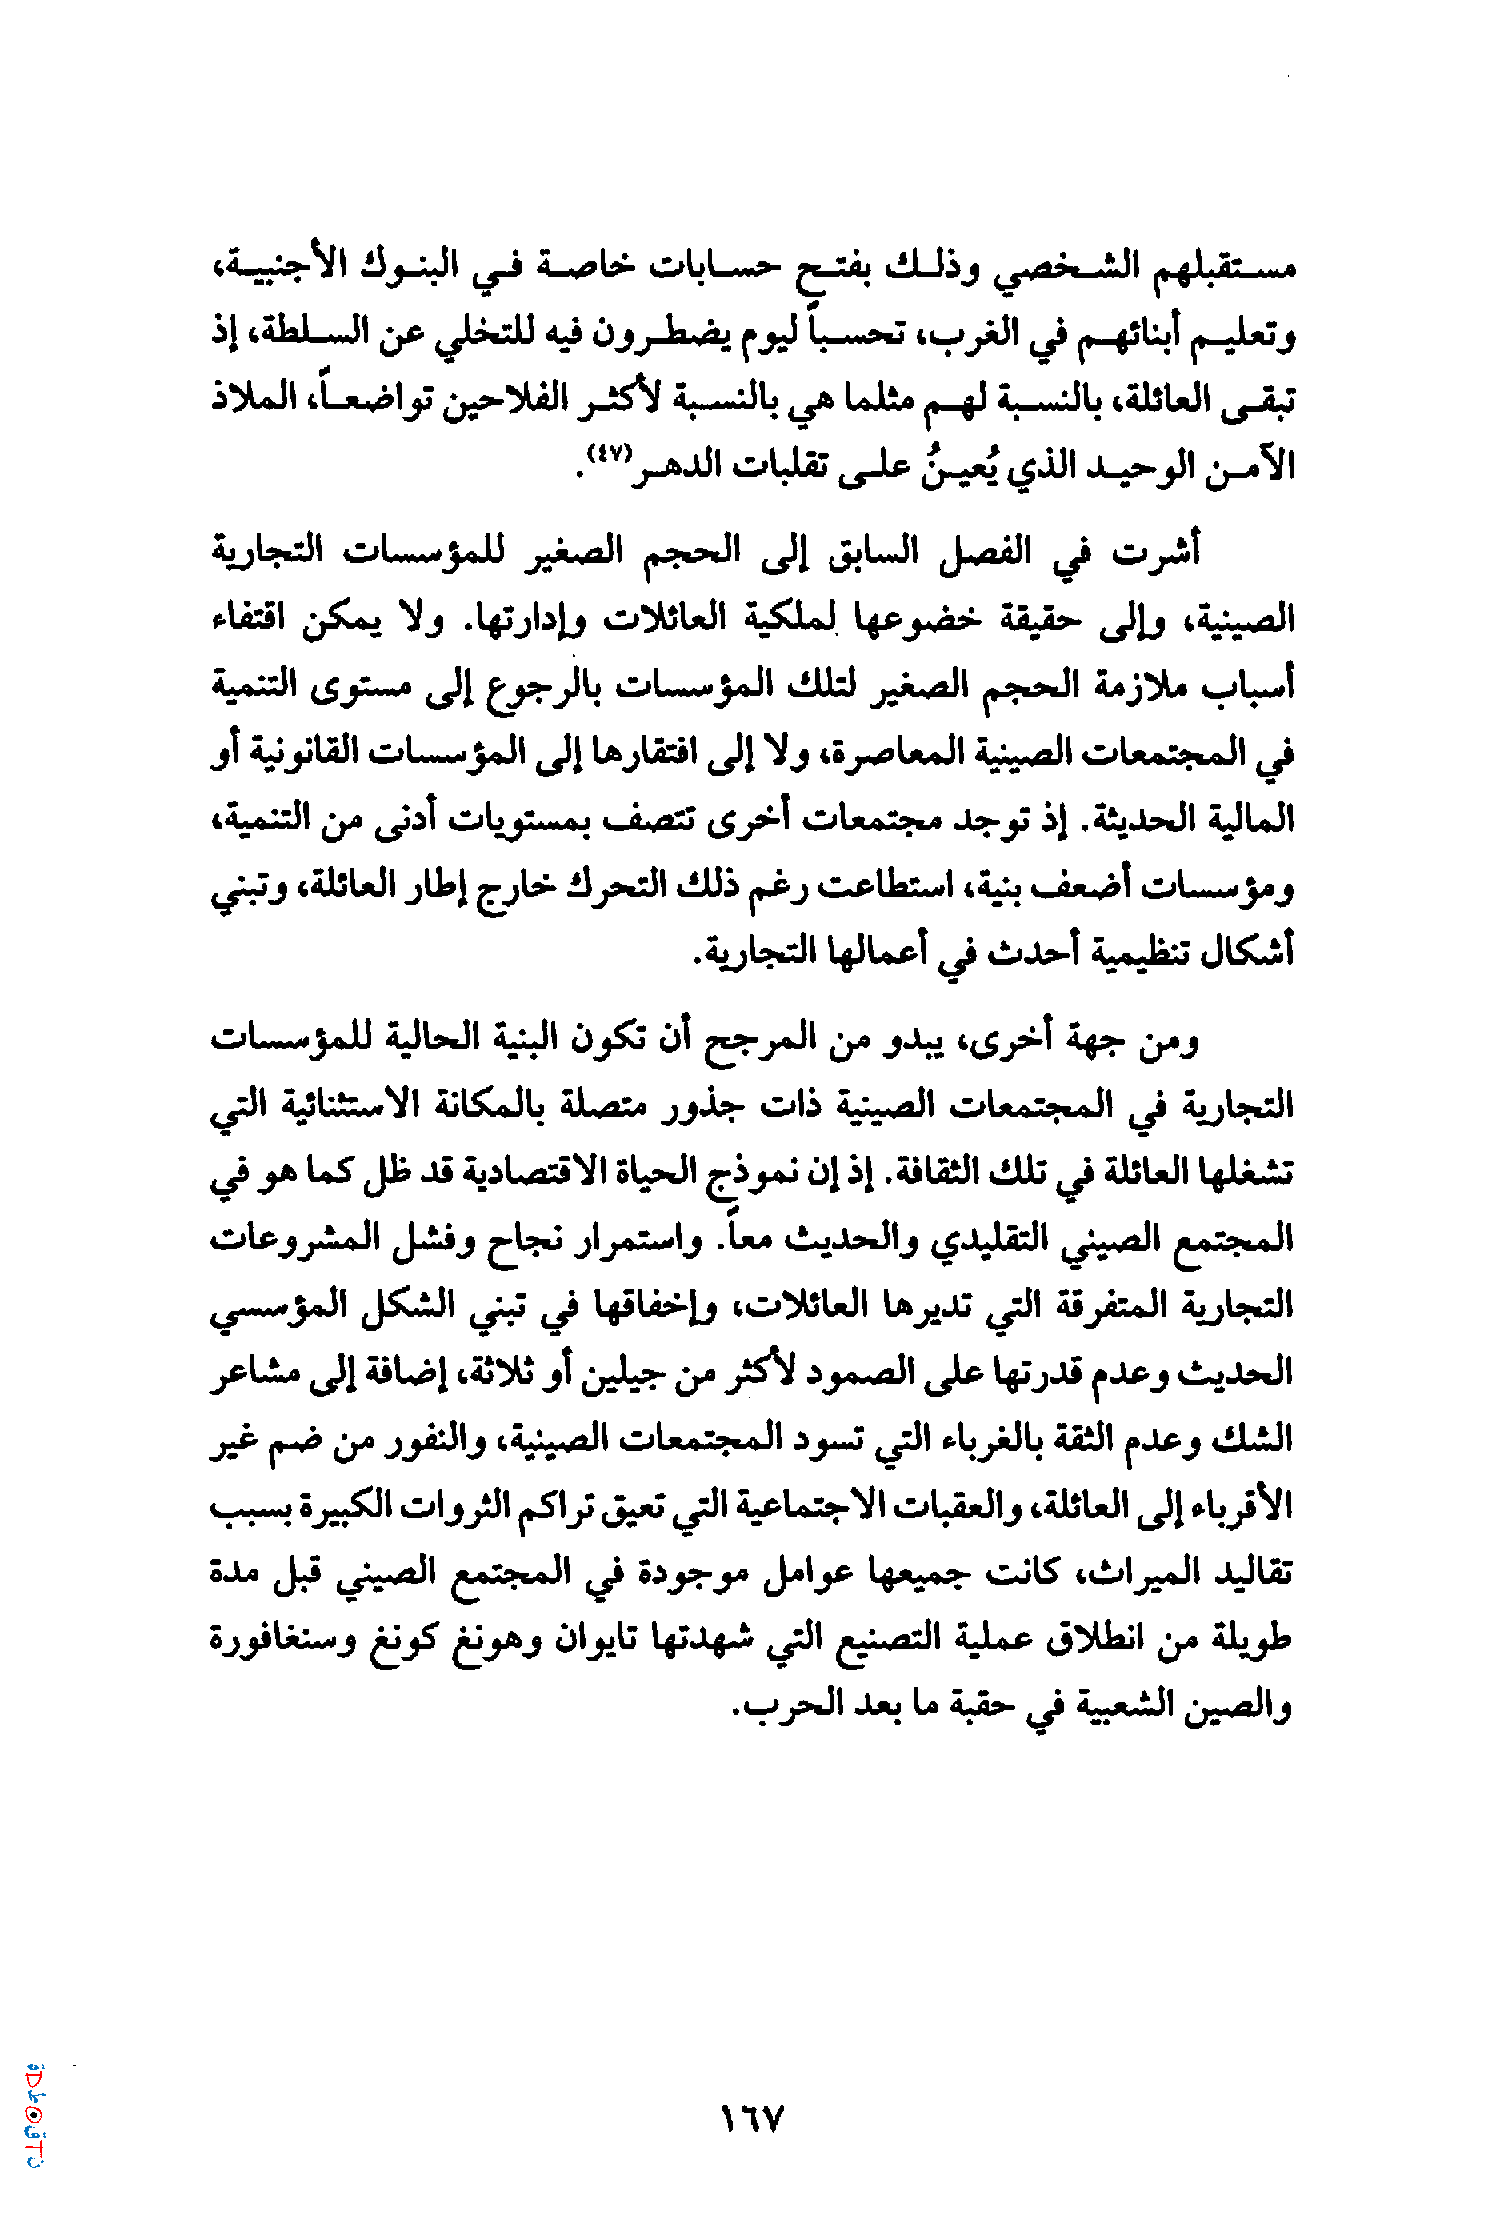 مستقبلهم الشخصي وذلك بفتح حسابات خاصة في البنوك الأجنبية،
وتعليم أبنائهم في الغرب، تحسباً ليوم يضطرون فيه للتخلي عن السلطة، إذ
تبقى العائلة، بالنسبة لهم مثلما هي بالنسبة لأكثر الفلاحين تواضعاً، الملاذ
الآمن الوحيد الذي يُعينُ على تقلبات الدهر(٤٧).
أشرت في الفصل السابق إلى الحجم الصغير للمؤسسات التجارية
الصينية، وإلى حقيقة خضوعها لملكية العائلات وإدارتها. ولا يمكن اقتفاء
أسباب ملازمة الحجم الصغير لتلك المؤسسات بالرجوع إلى مستوى التنمية
في المجتمعات الصينية المعاصرة، ولا إلى افتقارها إلى المؤسسات القانونية أو
المالية الحديثة. إذ توجد مجتمعات أخرى تتصف بمستويات أدنى من التنمية،
ومؤسسات أضعف بنية، استطاعت رغم ذلك التحرك خارج إطار العائلة، وتبني
أشكال تنظيمية أحدث في أعمالها التجارية.
ومن جهة أخرى، يبدو من المرجح أن تكون البنية الحالية للمؤسسات
التجارية في المجتمعات الصينية ذات جذور متصلة بالمكانة الاستثنائية التي
تشغلها العائلة في تلك الثقافة. إذ إن نموذج الحياة الاقتصادية قد ظل كما هو في
المجتمع الصيني التقليدي والحديث معاً. واستمرار نجاح وفشل المشروعات
التجارية المتفرقة التي تديرها العائلات، وإخفاقها في تبني الشكل المؤسسي
الحديث وعدم قدرتها على الصمود لأكثر من جيلين أو ثلاثة، إضافة إلى مشاعر
الشك وعدم الثقة بالغرباء التي تسود المجتمعات الصينية، والنفور من ضم غير
الأقرباء إلى العائلة، والعقبات الاجتماعية التي تعيق تراكم الثروات الكبيرة بسبب
تقاليد الميراث، كانت جميعها عوامل موجودة في المجتمع الصيني قبل مدة
طويلة من انطلاق عملية التصنيع التي شهدتها تايوان وهونغ كونغ وسنغافورة
والصين الشعبية في حقبة ما بعد الحرب.
١٦٧